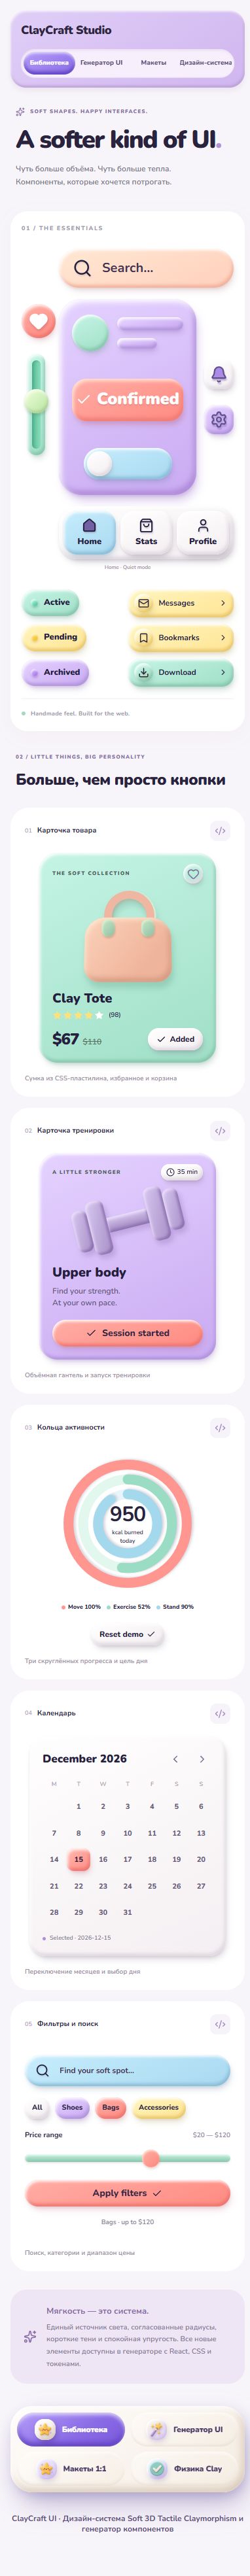 ClayCraft Studio
Библиотека Генератор UI Макеты Дизайн-система
SOFT SHAPES. HAPPY INTERFACES.
A softer kind of UI.
Чуть больше объёма. Чуть больше тепла.
Компоненты, которые хочется потрогать.
01 / THE ESSENTIALS
Search...
Confirmed
Home Stats Profile
Home · Quiet mode
Active Messages
Pending Bookmarks
Archived Download
Handmade feel. Built for the web.
02 / LITTLE THINGS, BIG PERSONALITY
Больше, чем просто кнопки
01 Карточка товара
THE SOFT COLLECTION
Clay Tote
(98)
$67 $110 Added
Сумка из CSS-пластилина, избранное и корзина
02 Карточка тренировки
A LITTLE STRONGER 35 min
Upper body
Find your strength.
At your own pace.
Session started
Объёмная гантель и запуск тренировки
03 Кольца активности
950
kcal burned
today
Move 100% Exercise 52% Stand 90%
Reset demo
Три скруглённых прогресса и цель дня
04 Календарь
December 2026
M T W T F S S
1 2 3 4 5 6
7 8 9 10 11 12 13
14 15 16 17 18 19 20
21 22 23 24 25 26 27
28 29 30 31
Selected · 2026-12-15
Переключение месяцев и выбор дня
05 Фильтры и поиск
Find your soft spot...
All Shoes Bags Accessories
Price range $20 — $120
Apply filters
Bags · up to $120
Поиск, категории и диапазон цены
Мягкость — это система.
Единый источник света, согласованные радиусы,
короткие тени и спокойная упругость. Все новые
элементы доступны в генераторе с React, CSS и
токенами.
Библиотека Генератор UI
Макеты 1:1 Физика Clay
ClayCraft UI · Дизайн-система Soft 3D Tactile Claymorphism и
генератор компонентов